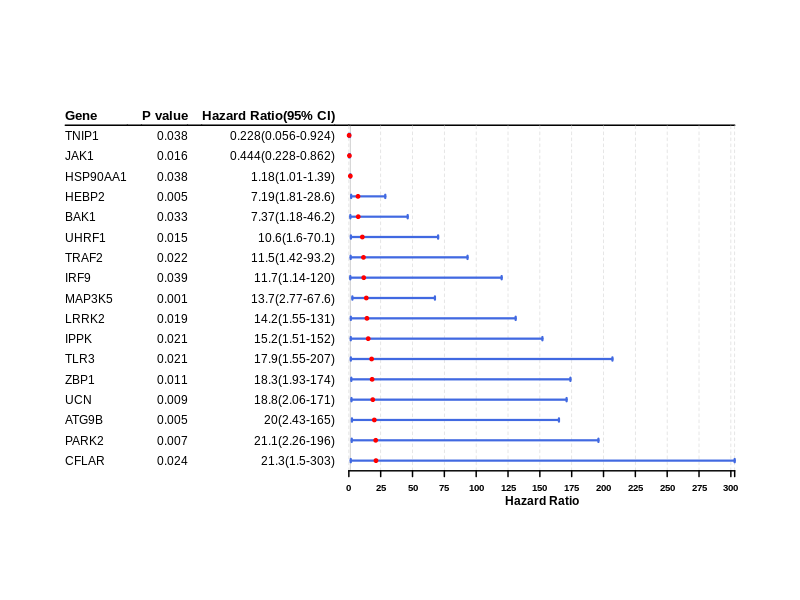 Gene P value Hazard Ratio(95% CI)
TNIP1 0.038 0.228(0.056-0.924)
JAK1 0.016 0.444(0.228-0.862)
HSP90AA1 0.038 1.18(1.01-1.39)
HEBP2 0.005 7.19(1.81-28.6)
BAK1 0.033 7.37(1.18-46.2)
UHRF1 0.015 10.6(1.6-70.1)
TRAF2 0.022 11.5(1.42-93.2)
IRF9 0.039 11.7(1.14-120)
MAP3K5 0.001 13.7(2.77-67.6)
LRRK2 0.019 14.2(1.55-131)
IPPK 0.021 15.2(1.51-152)
TLR3 0.021 17.9(1.55-207)
ZBP1 0.011 18.3(1.93-174)
UCN 0.009 18.8(2.06-171)
ATG9B 0.005 20(2.43-165)
PARK2 0.007 21.1(2.26-196)
CFLAR 0.024 21.3(1.5-303)
0 25 50 75 100 125 150 175 200 225 250 275 300
Hazard Ratio